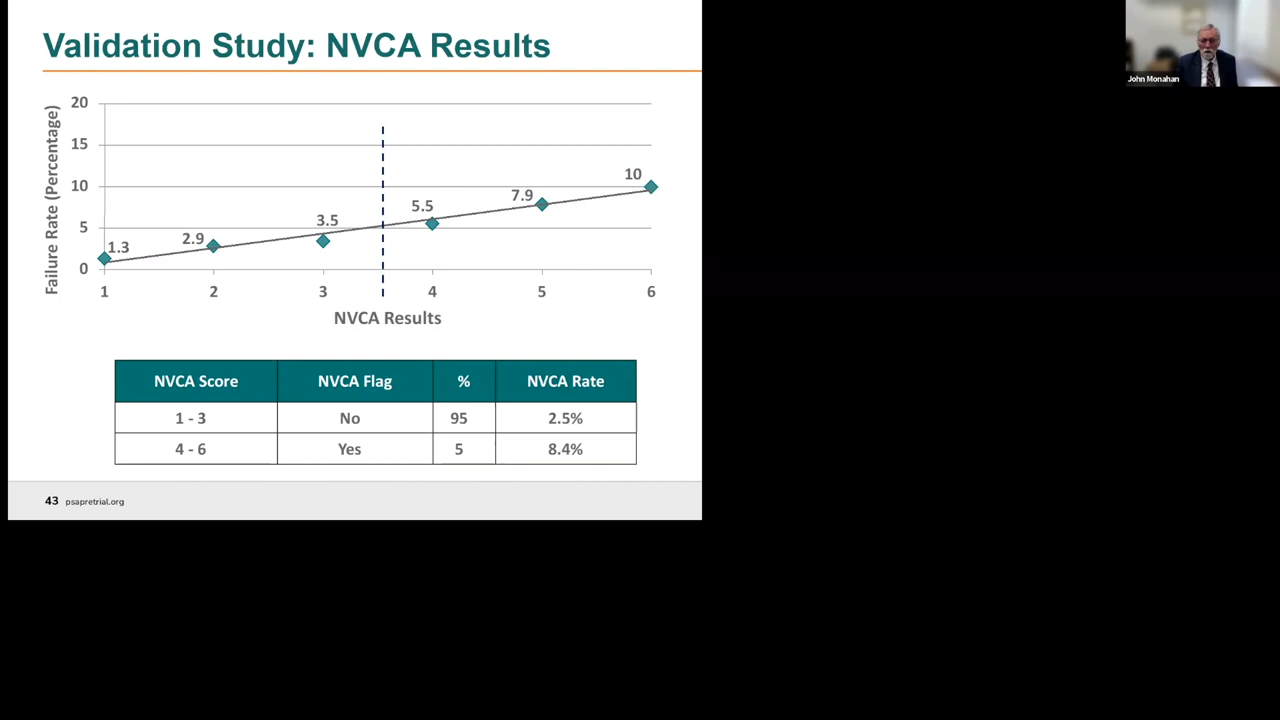 Validation Study: NVCA Results
John Monahan
Failure Rate (Percentage)
20
15
10
5
0
1.3
2.9
3.5
5.5
7.9
10
1 2 3 4 5 6
NVCA Results
NVCA Score NVCA Flag % NVCA Rate
1 - 3 No 95 2.5%
4 - 6 Yes 5 8.4%
43 psapretrial.org